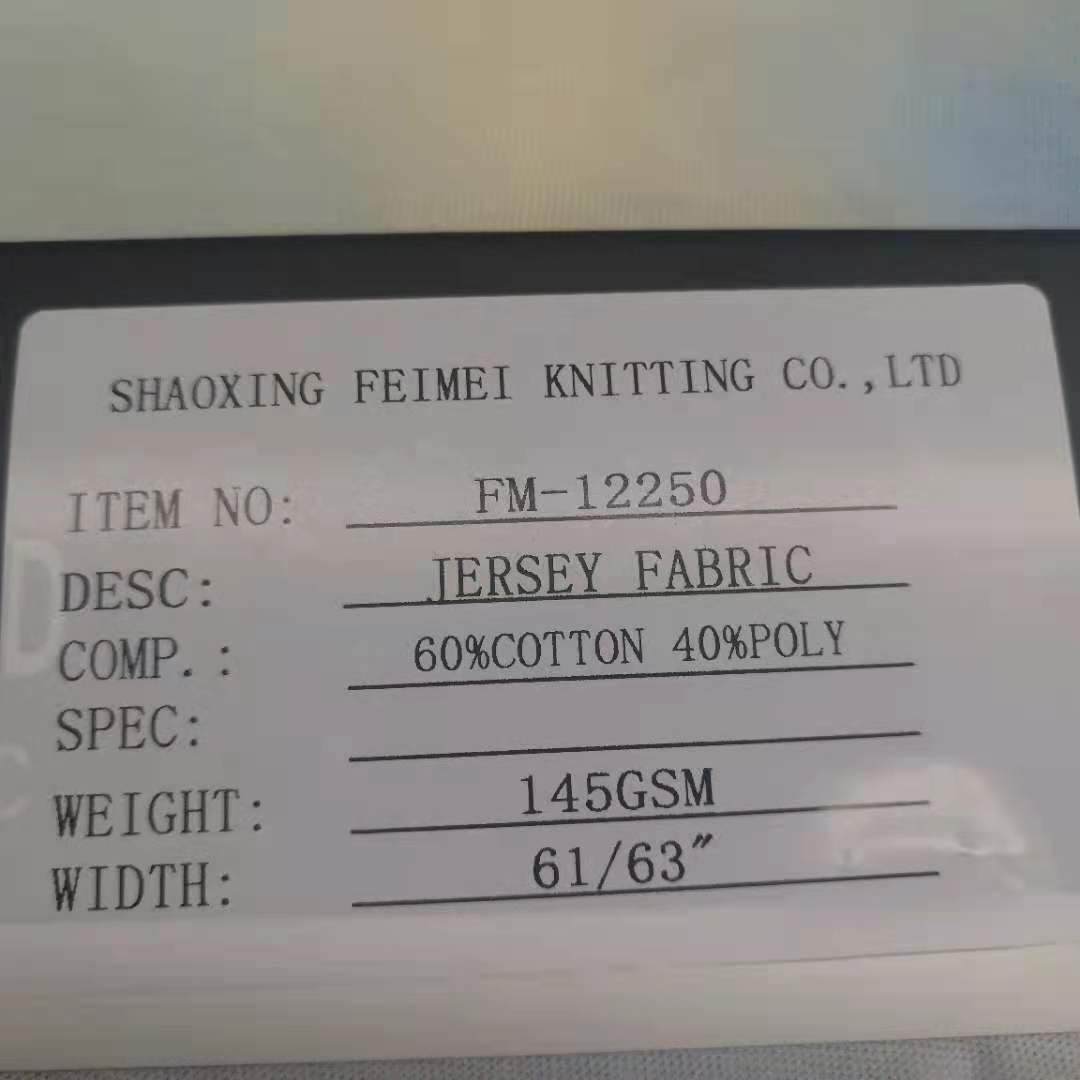 SHAOXING FEIMEI KNITTING CO.,LTD
ITEM NO: FM-12250
DESC: JERSEY FABRIC
COMP.: 60%COTTON 40%POLY
SPEC:
WEIGHT: 145GSM
WIDTH: 61/63"